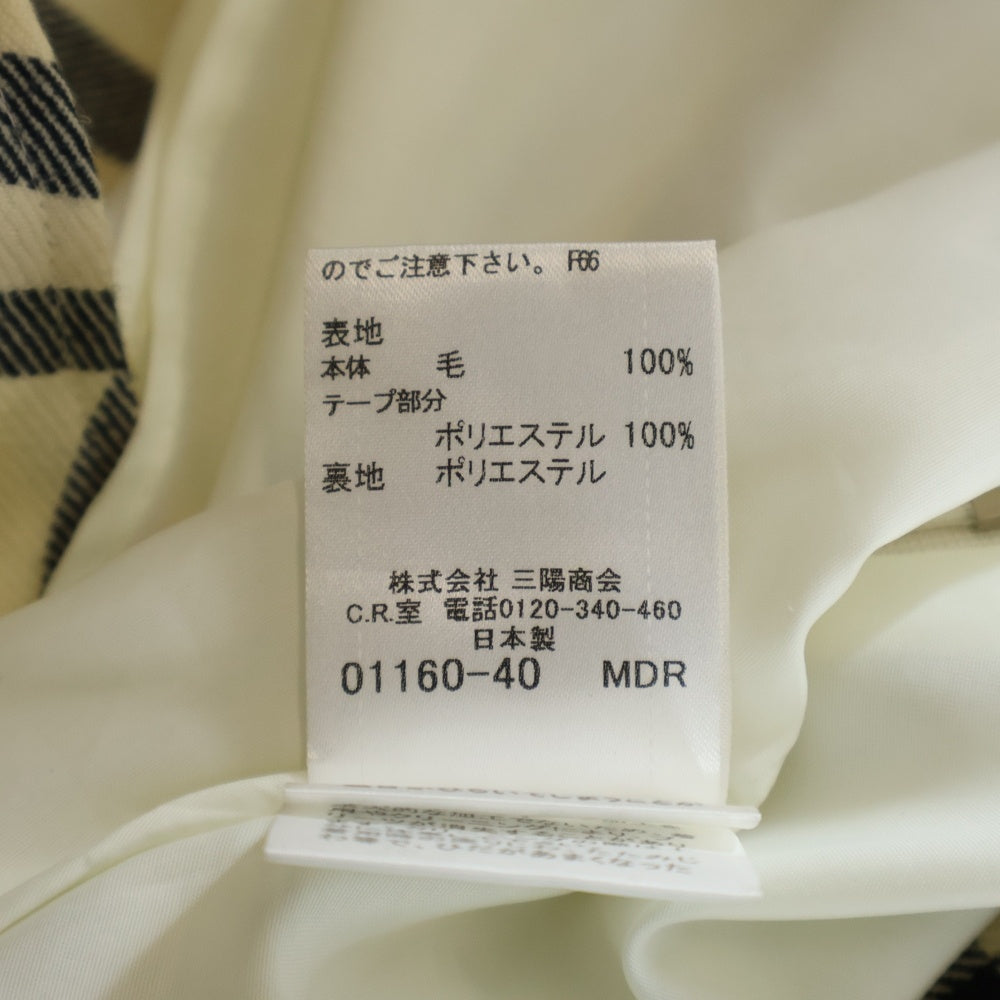 のでご注意下さい。 F66
表地
本体 毛 100%
テープ部分
ポリエステル 100%
裏地 ポリエステル
株式会社 三陽商会
C.R.室 電話0120-340-460
日本製
01160-40 MDR